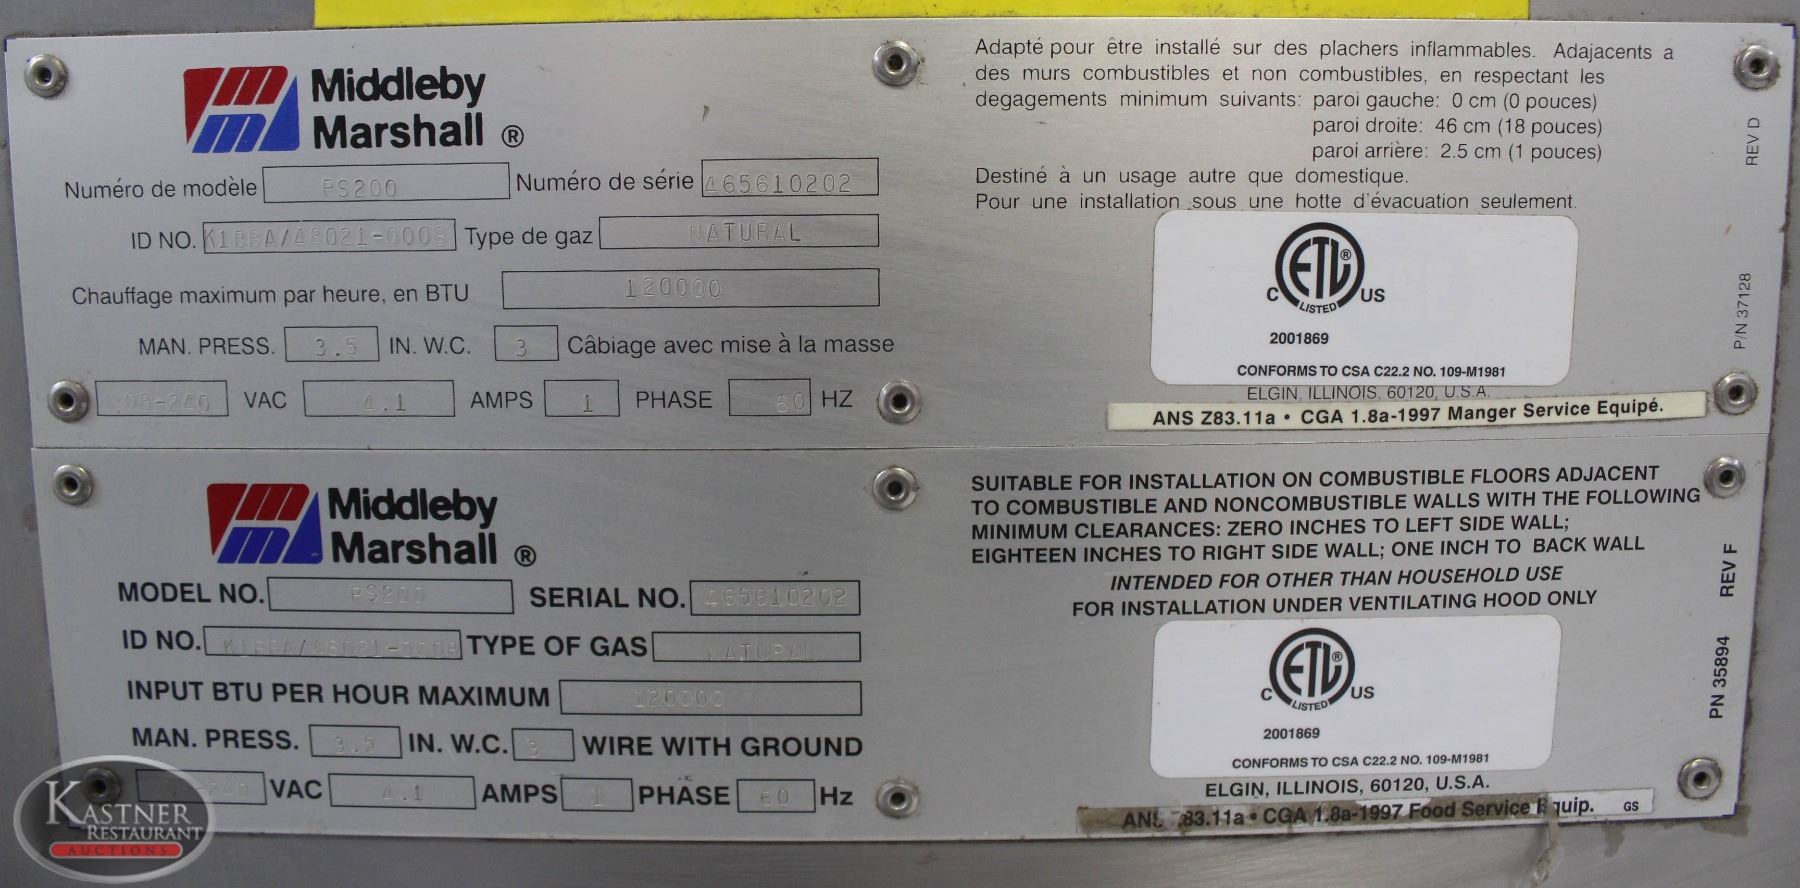 Middleby
Marshall ®
Numéro de modèle PS200 Numéro de série 465610202
ID NO. Type de gaz NATURAL
Chauffage maximum par heure, en BTU 120000
MAN. PRESS. 3.5 IN. W.C. 3 Câbiage avec mise à la masse
208-240 VAC 4.1 AMPS 1 PHASE 60 HZ
Adapté pour être installé sur des plachers inflammables. Adajacents a
des murs combustibles et non combustibles, en respectant les
degagements minimum suivants: paroi gauche: 0 cm (0 pouces)
paroi droite: 46 cm (18 pouces)
paroi arrière: 2.5 cm (1 pouces)
Destiné à un usage autre que domestique.
Pour une installation sous une hotte d'évacuation seulement.
ETL®
C US
LISTED
2001869
CONFORMS TO CSA C22.2 NO. 109-M1981
ELGIN, ILLINOIS, 60120, U.S.A.
ANS Z83.11a • CGA 1.8a-1997 Manger Service Equipé.
REV D
P/N 37128
Middleby
Marshall ®
MODEL NO. PS200 SERIAL NO. 465610202
ID NO. TYPE OF GAS NATURAL
INPUT BTU PER HOUR MAXIMUM 120000
MAN. PRESS. 3.5 IN. W.C. 3 WIRE WITH GROUND
VAC 4.1 AMPS 1 PHASE 60 Hz
SUITABLE FOR INSTALLATION ON COMBUSTIBLE FLOORS ADJACENT
TO COMBUSTIBLE AND NONCOMBUSTIBLE WALLS WITH THE FOLLOWING
MINIMUM CLEARANCES: ZERO INCHES TO LEFT SIDE WALL;
EIGHTEEN INCHES TO RIGHT SIDE WALL; ONE INCH TO BACK WALL
INTENDED FOR OTHER THAN HOUSEHOLD USE
FOR INSTALLATION UNDER VENTILATING HOOD ONLY
ETL®
C US
LISTED
2001869
CONFORMS TO CSA C22.2 NO. 109-M1981
ELGIN, ILLINOIS, 60120, U.S.A.
83.11a • CGA 1.8a-1997 Food Service GS
REV F
PN 35894
KASTNER
RESTAURANT
AUCTIONS